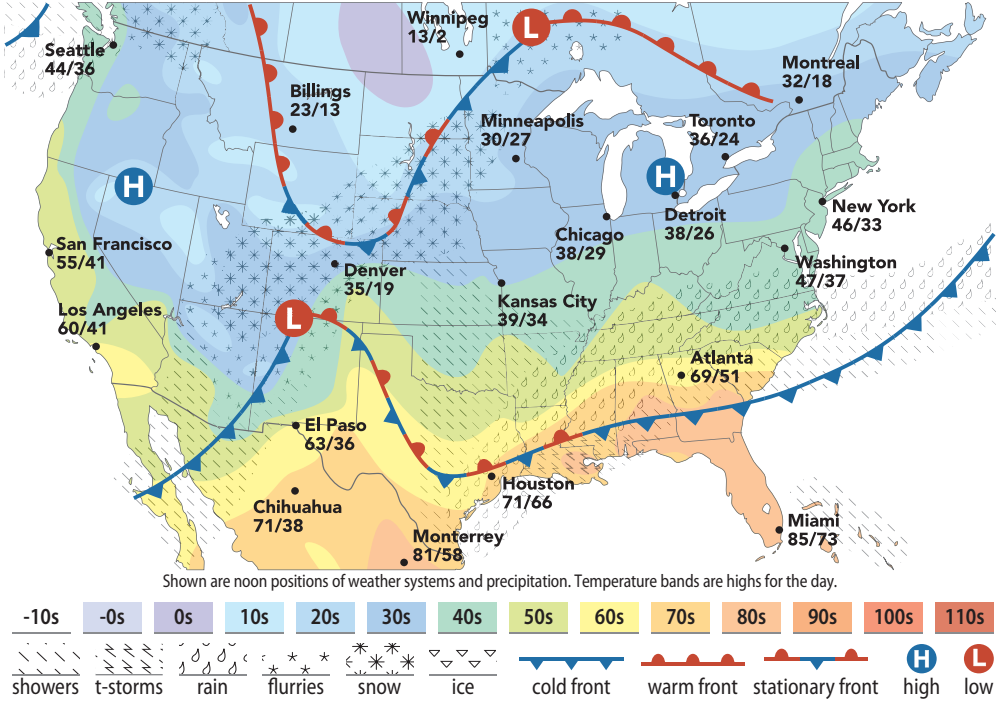 Winnipeg
13/2
L
Seattle
44/36
Montreal
32/18
Billings
23/13
Minneapolis
30/27
Toronto
36/24
H
H
Detroit
38/26
New York
46/33
Chicago
38/29
San Francisco
55/41
Washington
47/37
Denver
35/19
Kansas City
39/34
Los Angeles
60/41
L
Atlanta
69/51
El Paso
63/36
Houston
71/66
Chihuahua
71/38
Miami
85/73
Monterrey
81/58
Shown are noon positions of weather systems and precipitation. Temperature bands are highs for the day.
-10s -0s 0s 10s 20s 30s 40s 50s 60s 70s 80s 90s 100s 110s
H L
showers t-storms rain flurries snow ice cold front warm front stationary front high low